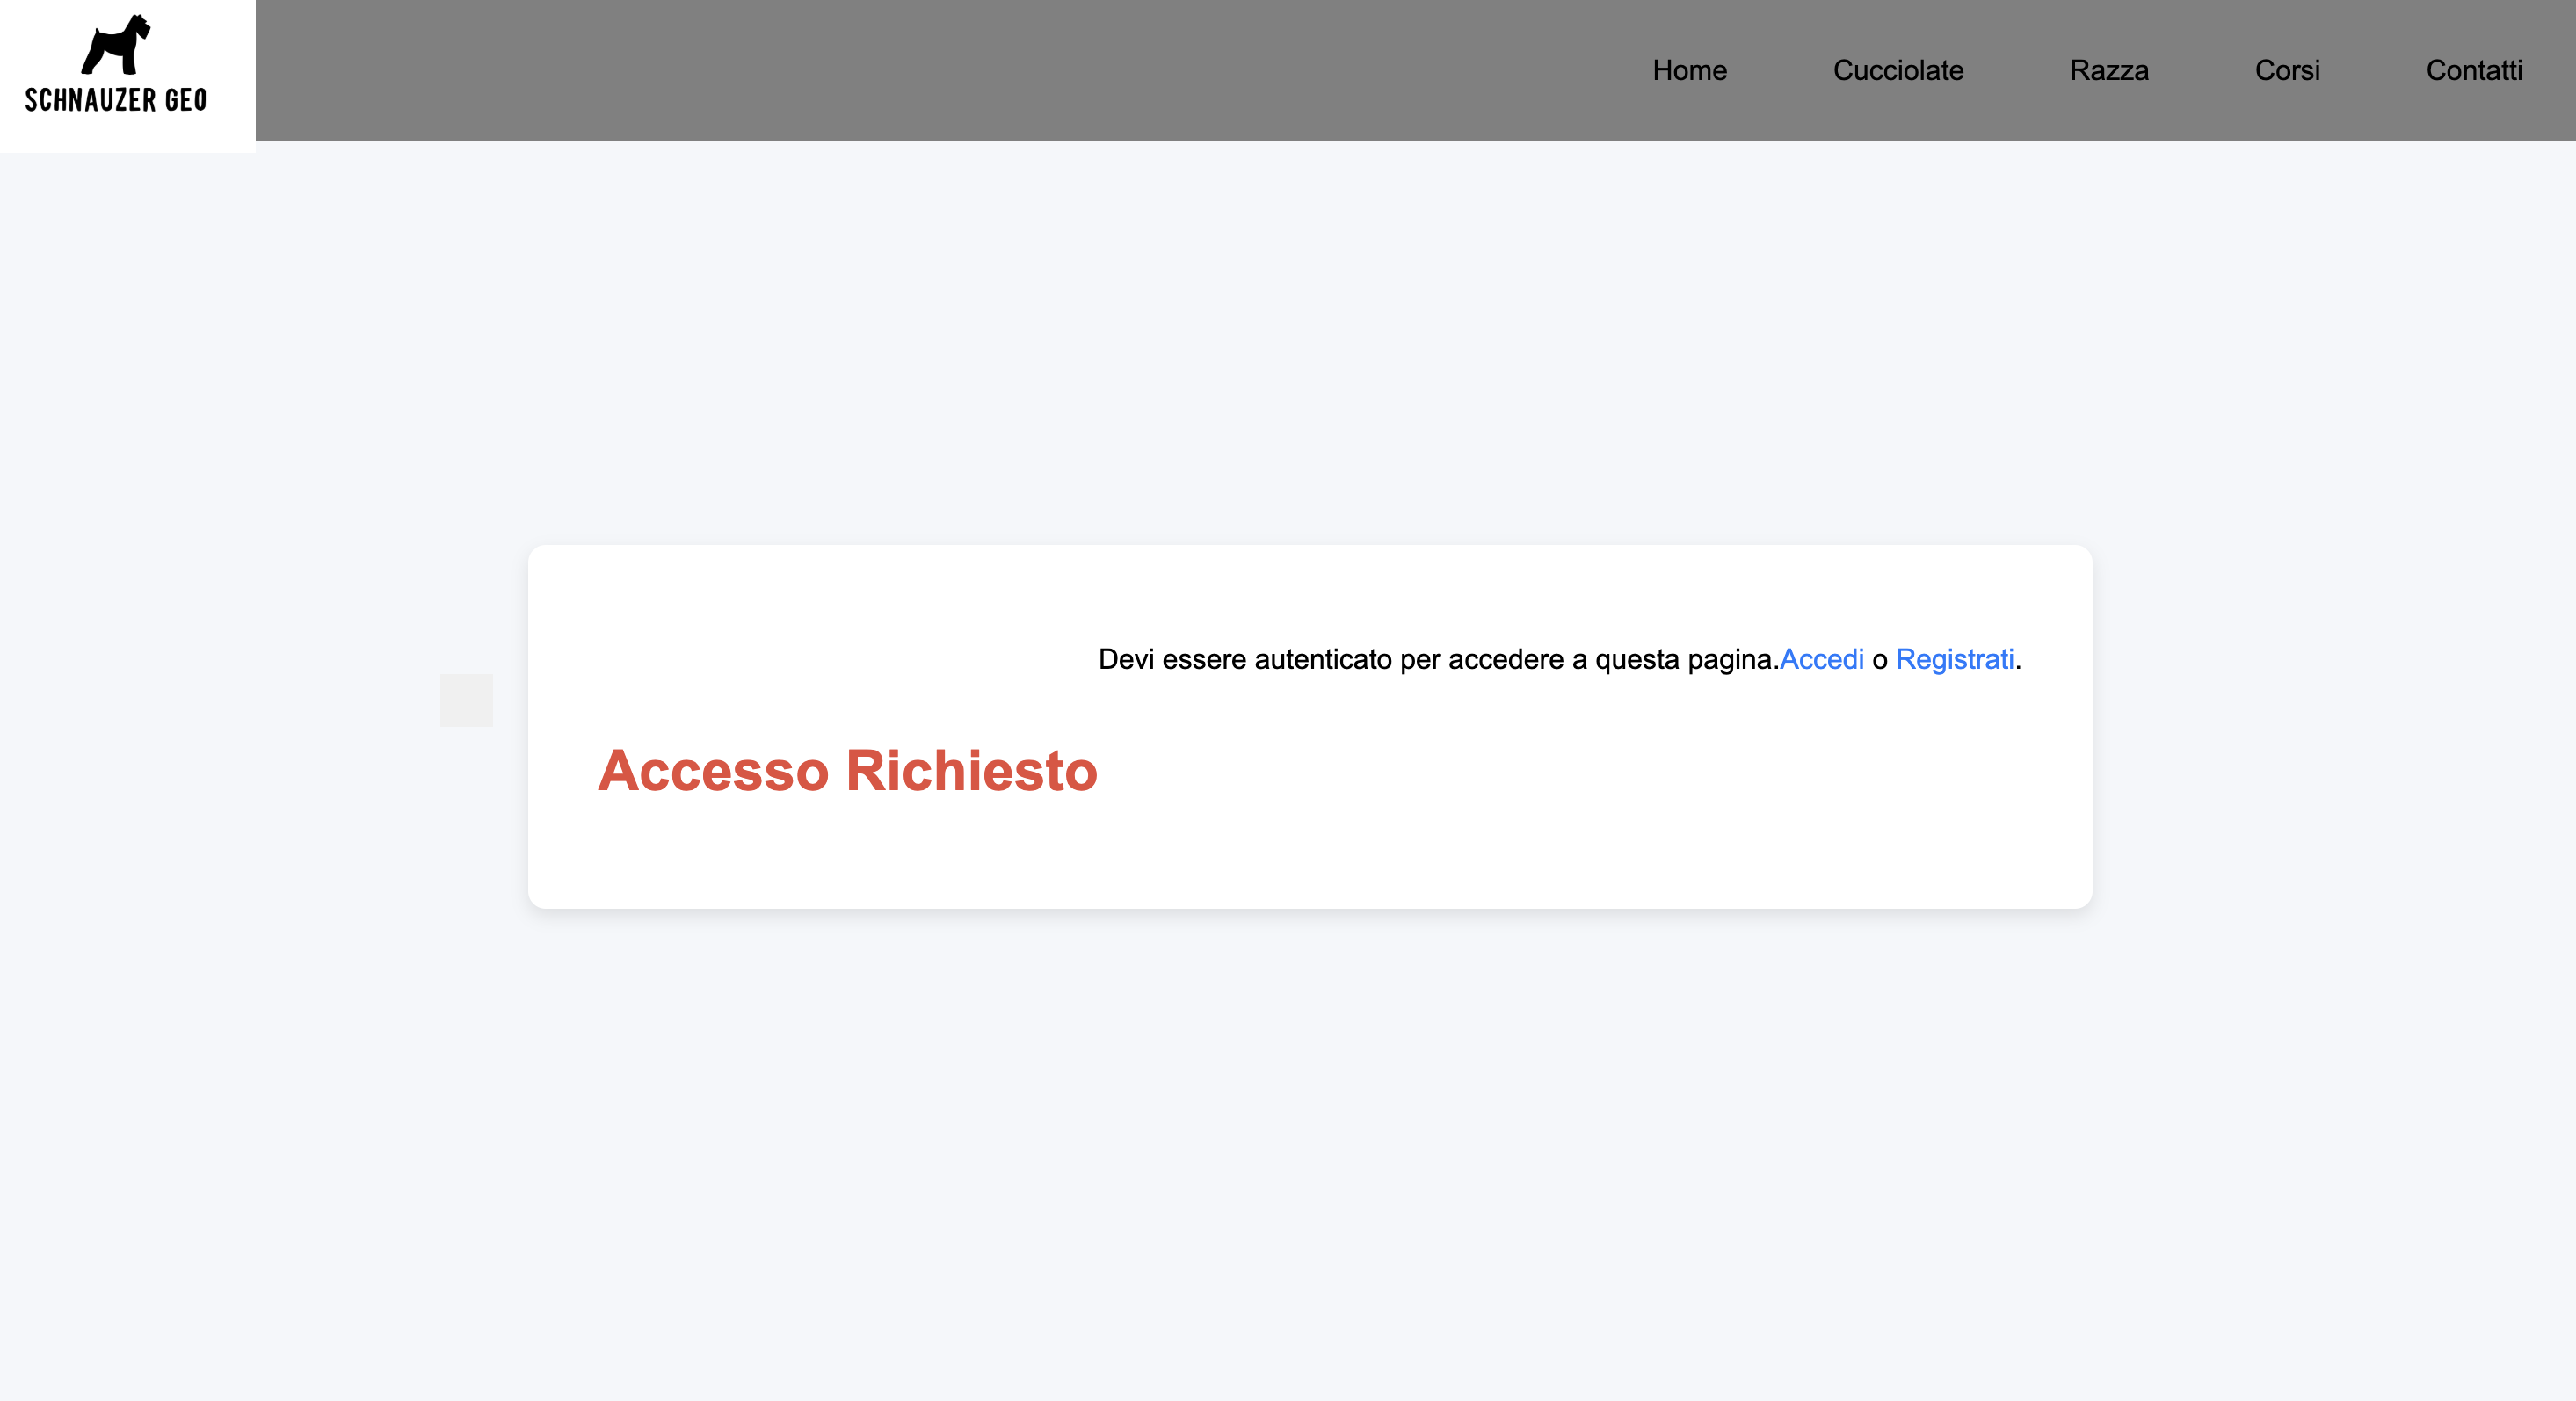 SCHNAUZER GEO
Home Cucciolate Razza Corsi Contatti
Devi essere autenticato per accedere a questa pagina.Accedi o Registrati.
Accesso Richiesto